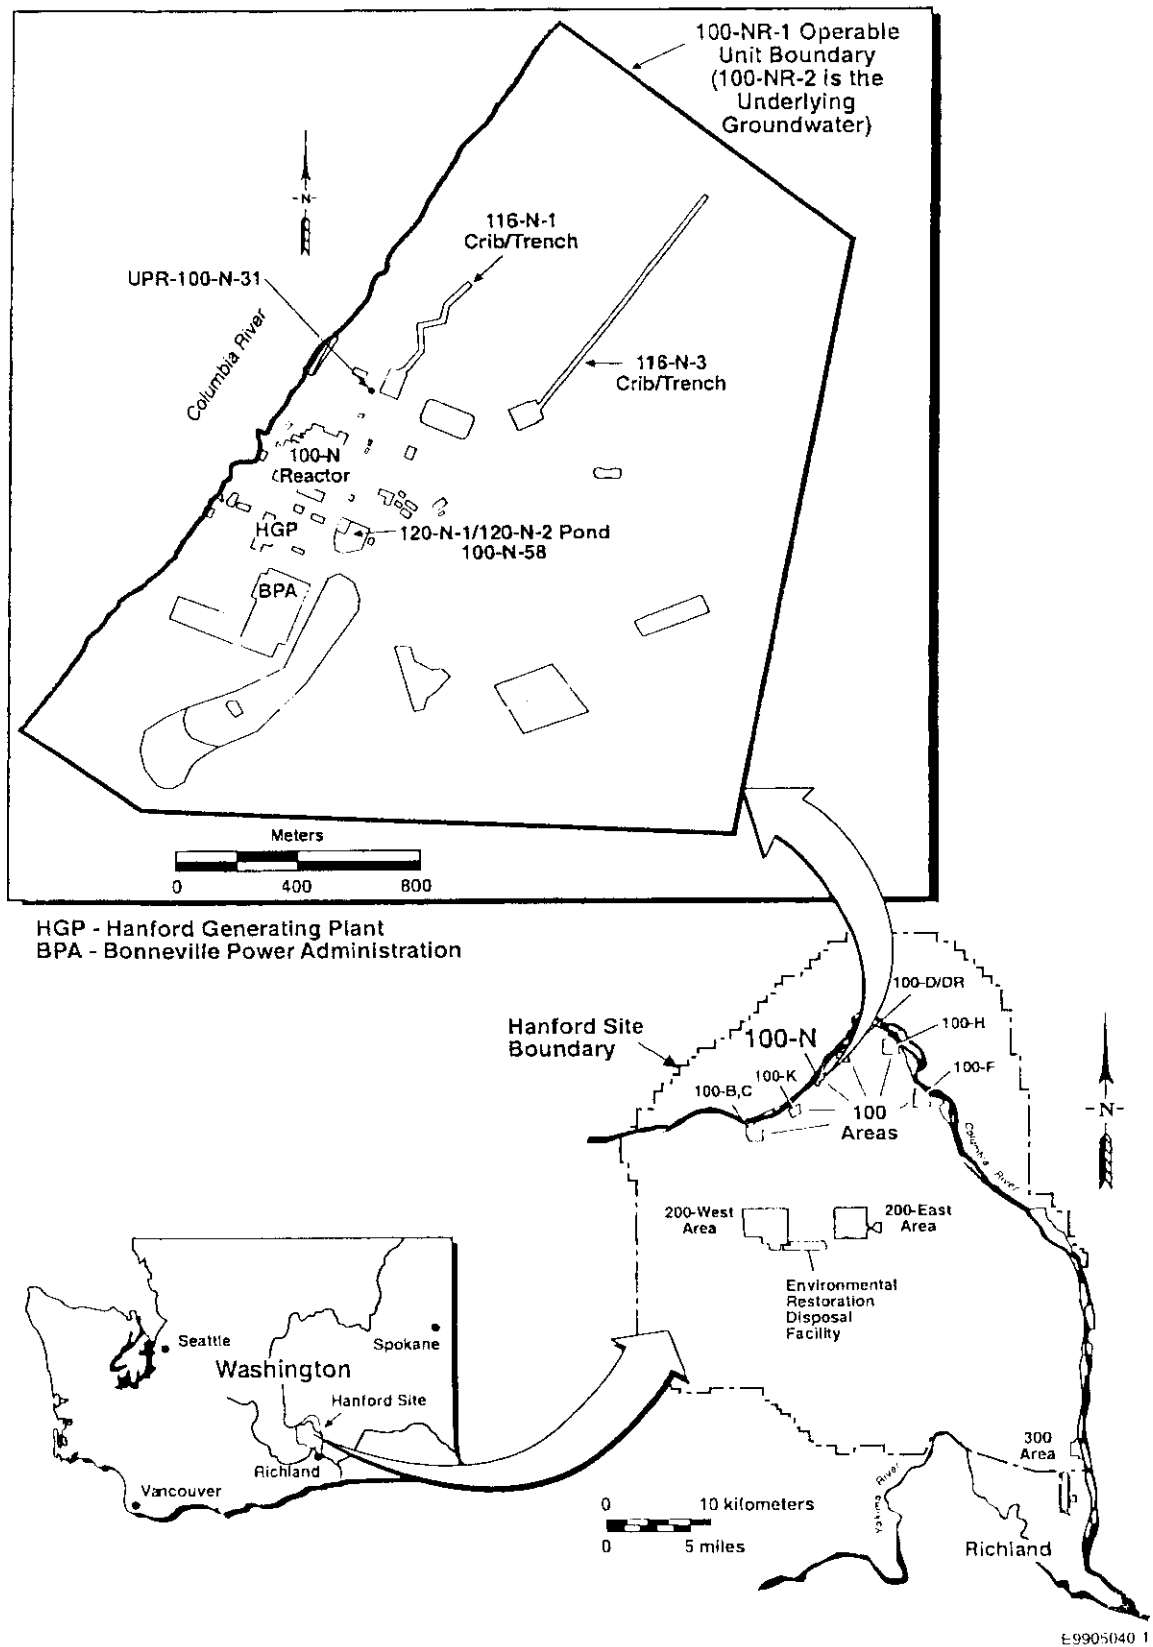 100-NR-1 Operable
Unit Boundary
(100-NR-2 is the
Underlying
Groundwater)
-N-
116-N-1
Crib/Trench
UPR-100-N-31
Columbia River
116-N-3
Crib/Trench
100-N
Reactor
HGP
120-N-1/120-N-2 Pond
100-N-58
BPA
Meters
0 400 800
HGP - Hanford Generating Plant
BPA - Bonneville Power Administration
100-D/DR
Hanford Site
Boundary
100-N
100-H
100-K
100-F
100-B,C
100
Areas
-N-
Columbia River
200-West
Area
200-East
Area
Environmental
Restoration
Disposal
Facility
Seattle
Spokane
Washington
Hanford Site
Richland
Vancouver
300
Area
Yakima River
0 10 kilometers
0 5 miles
Richland
E9905040 1